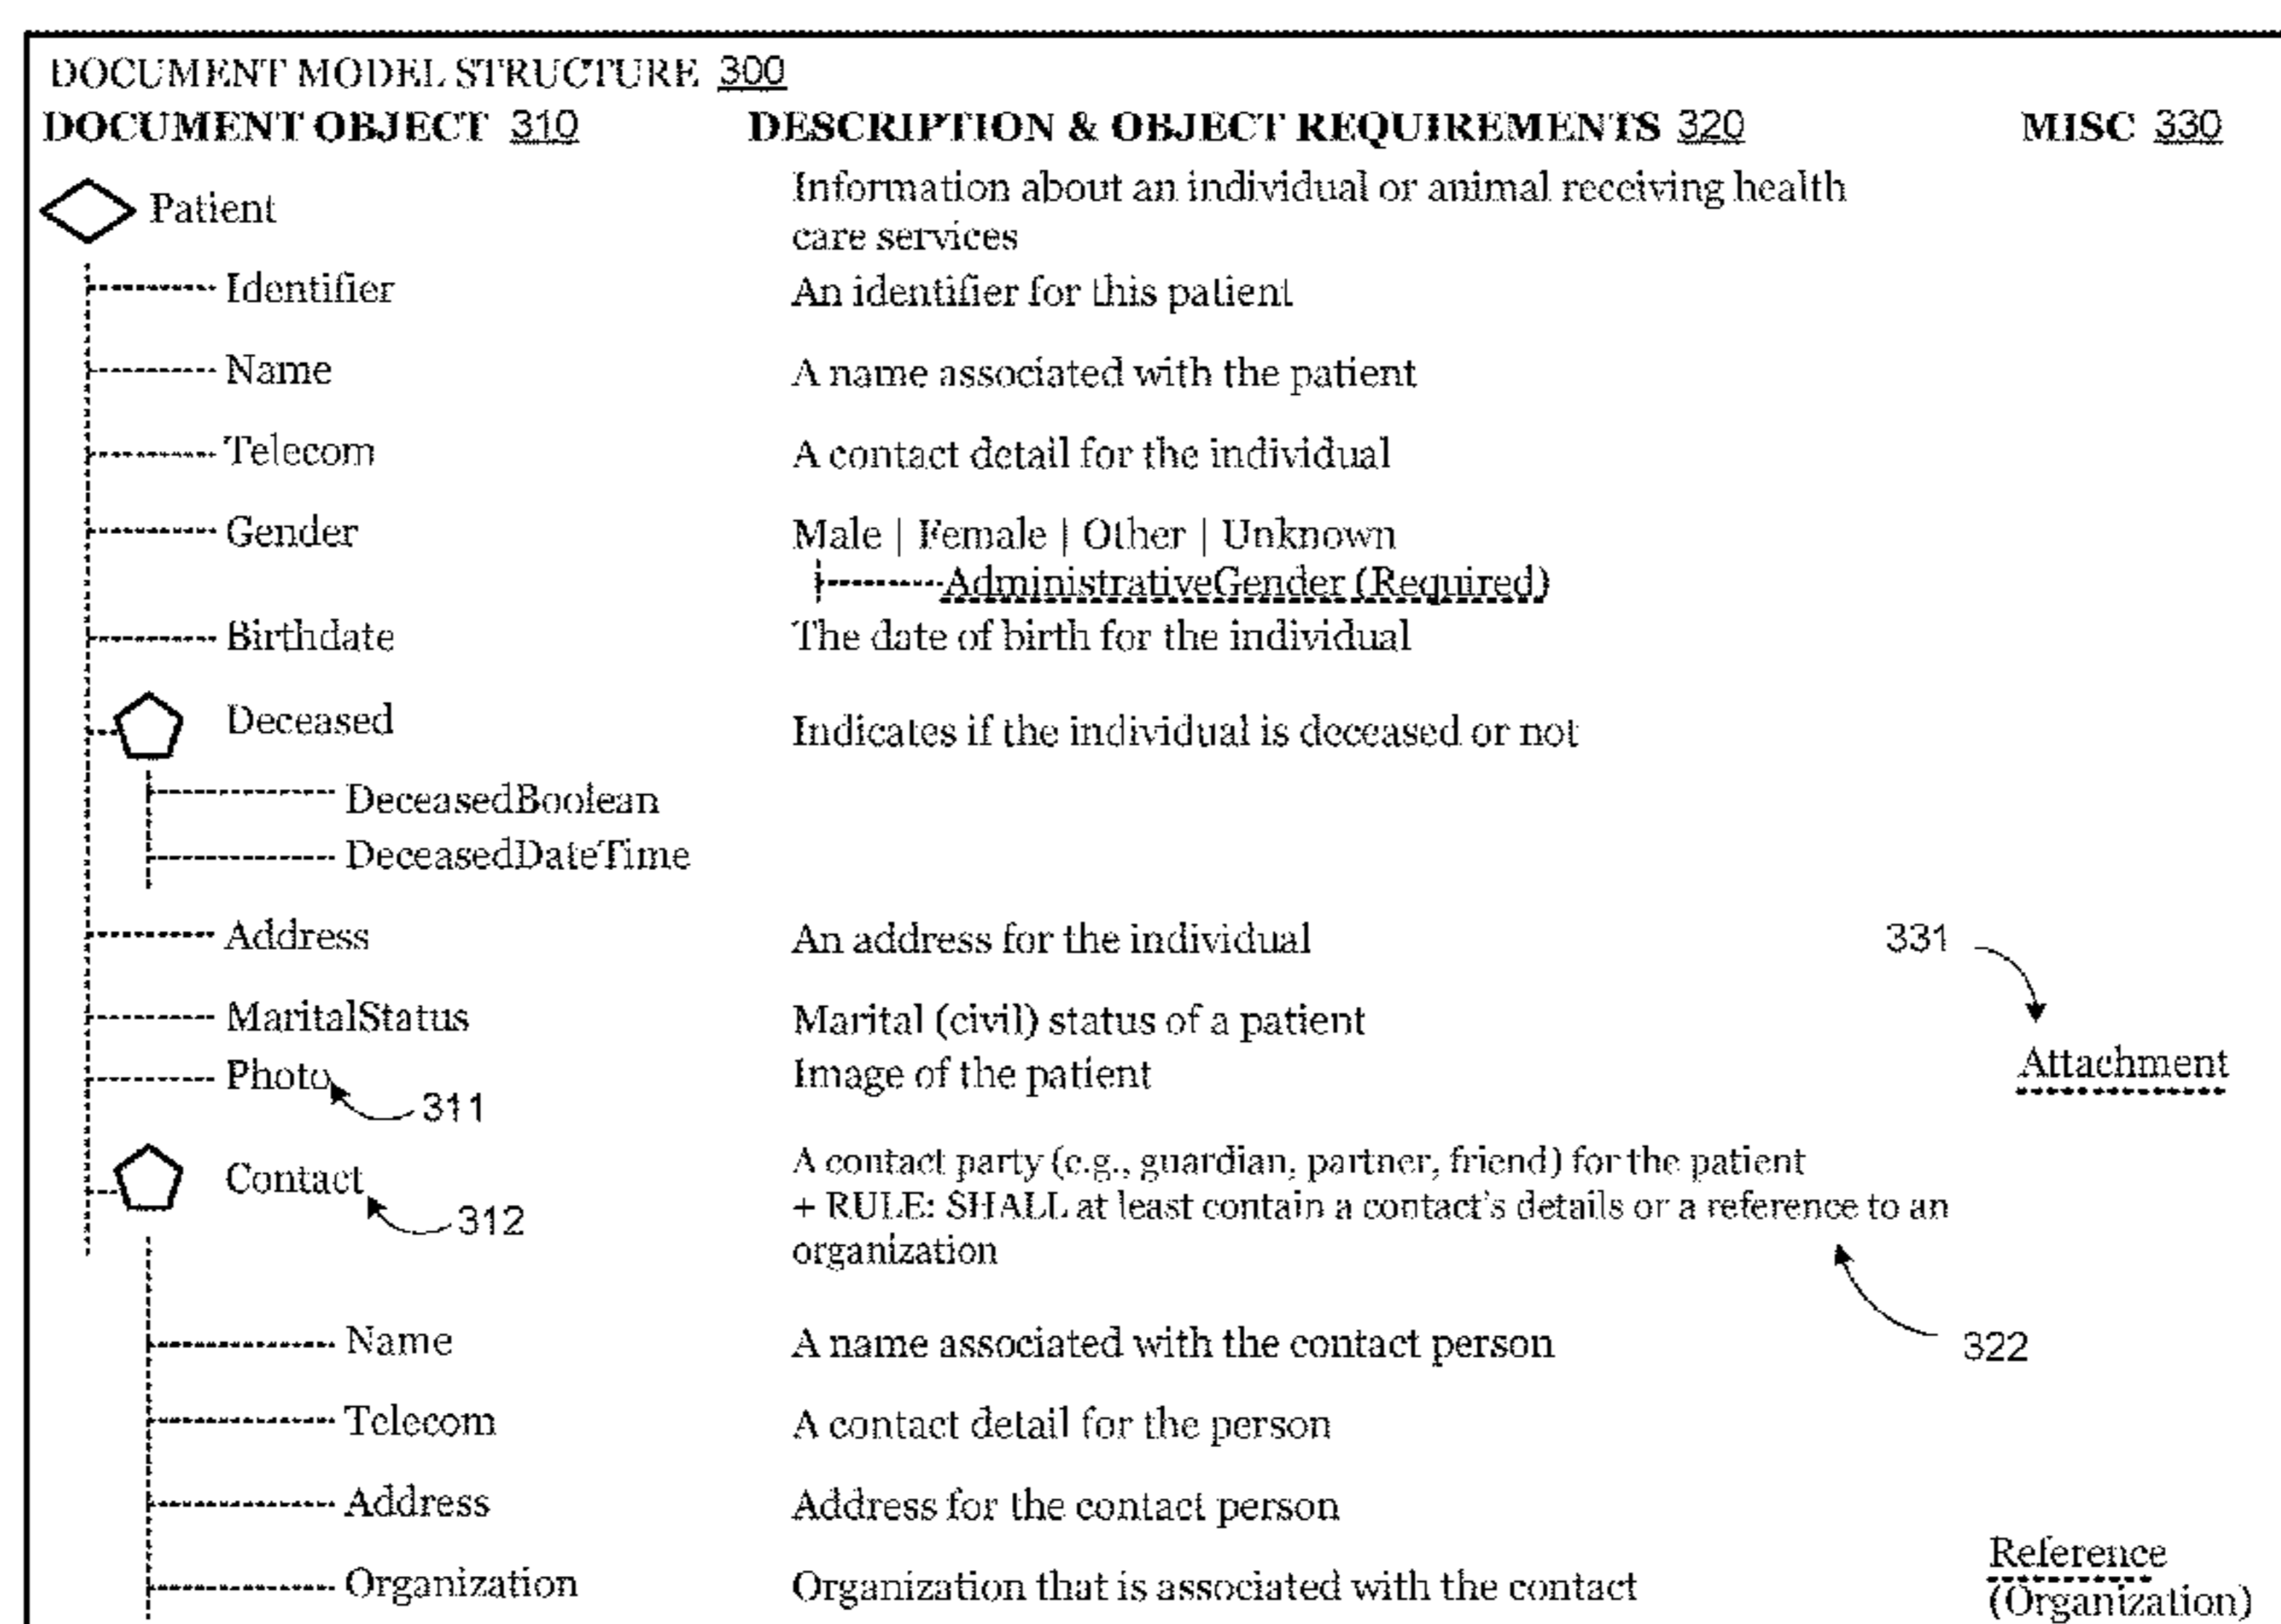 DOCUMENT MODEL STRUCTURE 300
DOCUMENT OBJECT 310 DESCRIPTION & OBJECT REQUIREMENTS 320 MISC 330
Patient Information about an individual or animal receiving health
care services
Identifier An identifier for this patient
Name A name associated with the patient
Telecom A contact detail for the individual
Gender Male | Female | Other | Unknown
AdministrativeGender (Required)
Birthdate The date of birth for the individual
Deceased Indicates if the individual is deceased or not
DeceasedBoolean
DeceasedDateTime
Address An address for the individual 331
MaritalStatus Marital (civil) status of a patient
Photo Image of the patient Attachment
311
Contact A contact party (e.g., guardian, partner, friend) for the patient
312 + RULE: SHALL at least contain a contact's details or a reference to an
organization
Name A name associated with the contact person 322
Telecom A contact detail for the person
Address Address for the contact person
Organization Organization that is associated with the contact Reference
(Organization)